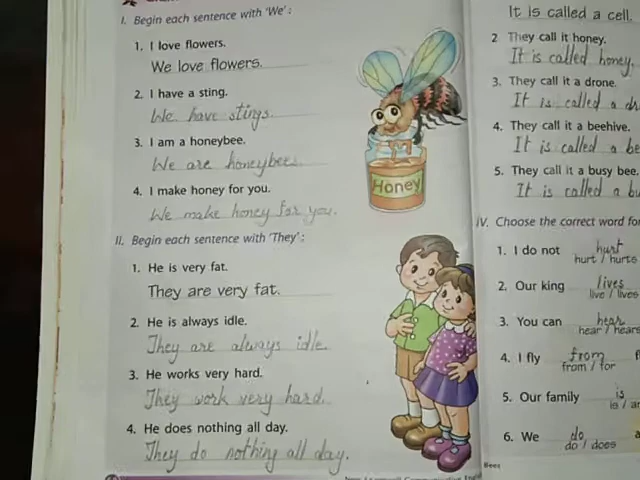 I. Begin each sentence with 'We' :
1. I love flowers.
We love flowers.
2. I have a sting.
We have stings.
3. I am a honeybee.
We are honeybees.
4. I make honey for you.
We make honey for you.
Honey
II. Begin each sentence with 'They' :
1. He is very fat.
They are very fat.
2. He is always idle.
They are always idle.
3. He works very hard.
They work very hard.
4. He does nothing all day.
They do nothing all day.
It is called a cell.
2 They call it honey.
It is called honey.
3. They call it a drone.
It is called a dr
4. They call it a beehive.
It is called a be
5. They call it a busy bee.
It is called a bu
IV. Choose the correct word for
1. I do not hurt
hurt / hurts
2. Our king lives
live / lives
3. You can hear
hear / hears
4. I fly from
from / for
5. Our family is
is / ar
6. We do
do / does
Bees